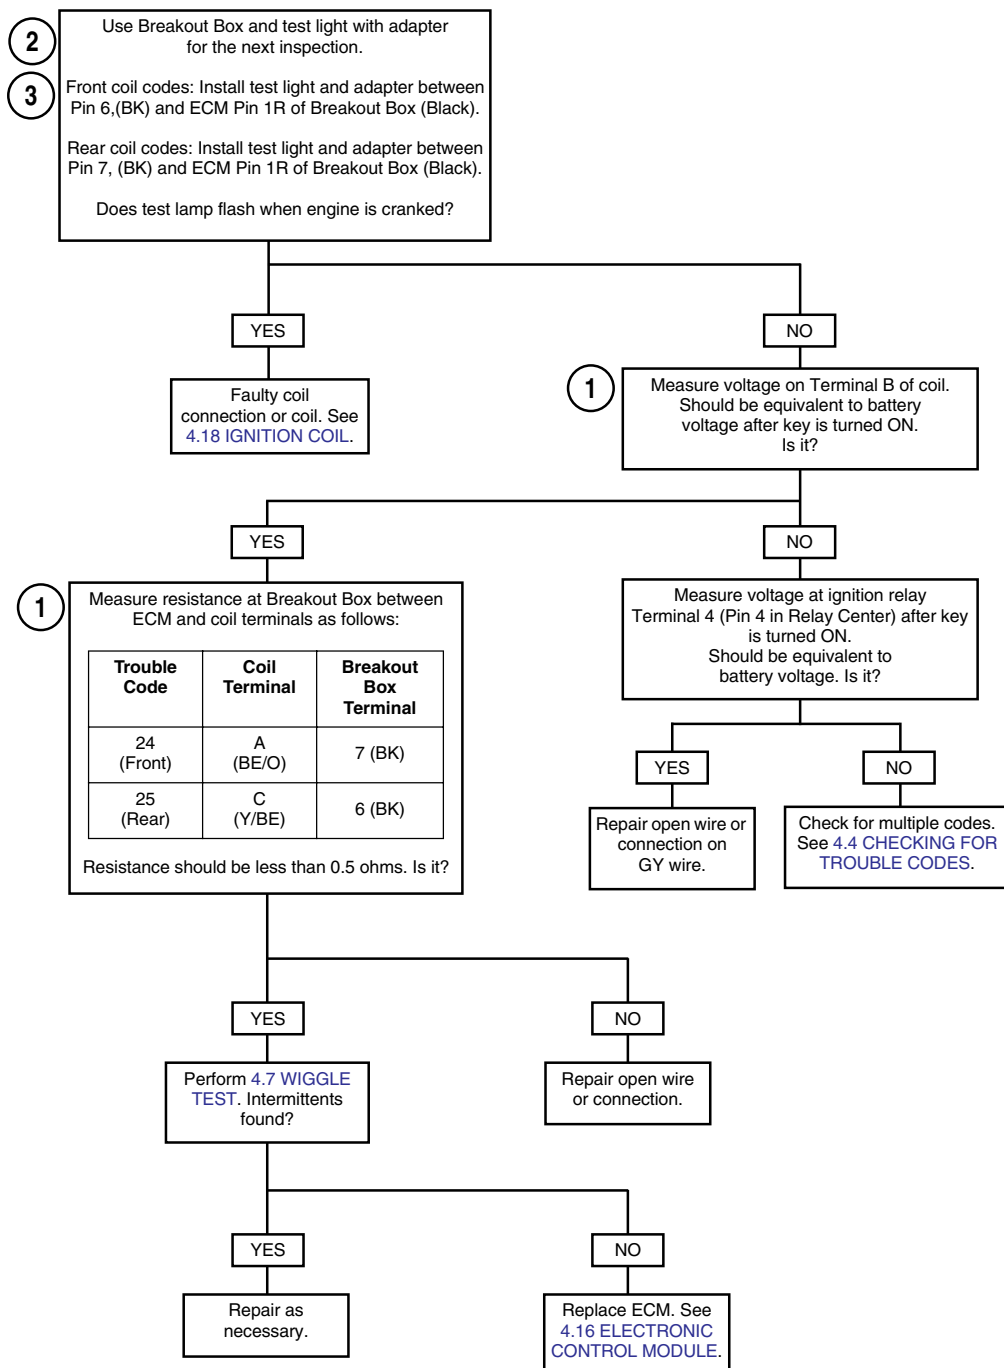 2
Use Breakout Box and test light with adapter
for the next inspection.
3
Front coil codes: Install test light and adapter between
Pin 6,(BK) and ECM Pin 1R of Breakout Box (Black).
Rear coil codes: Install test light and adapter between
Pin 7, (BK) and ECM Pin 1R of Breakout Box (Black).
Does test lamp flash when engine is cranked?
YES
NO
Faulty coil
connection or coil. See
4.18 IGNITION COIL.
1
Measure voltage on Terminal B of coil.
Should be equivalent to battery
voltage after key is turned ON.
Is it?
YES
NO
1
Measure resistance at Breakout Box between
ECM and coil terminals as follows:
Trouble Code
Coil Terminal
Breakout Box Terminal
24 (Front)
A (BE/O)
7 (BK)
25 (Rear)
C (Y/BE)
6 (BK)
Resistance should be less than 0.5 ohms. Is it?
Measure voltage at ignition relay
Terminal 4 (Pin 4 in Relay Center) after key
is turned ON.
Should be equivalent to
battery voltage. Is it?
YES
NO
Repair open wire or
connection on
GY wire.
Check for multiple codes.
See 4.4 CHECKING FOR
TROUBLE CODES.
YES
NO
Perform 4.7 WIGGLE
TEST. Intermittents
found?
Repair open wire
or connection.
YES
NO
Repair as
necessary.
Replace ECM. See
4.16 ELECTRONIC
CONTROL MODULE.